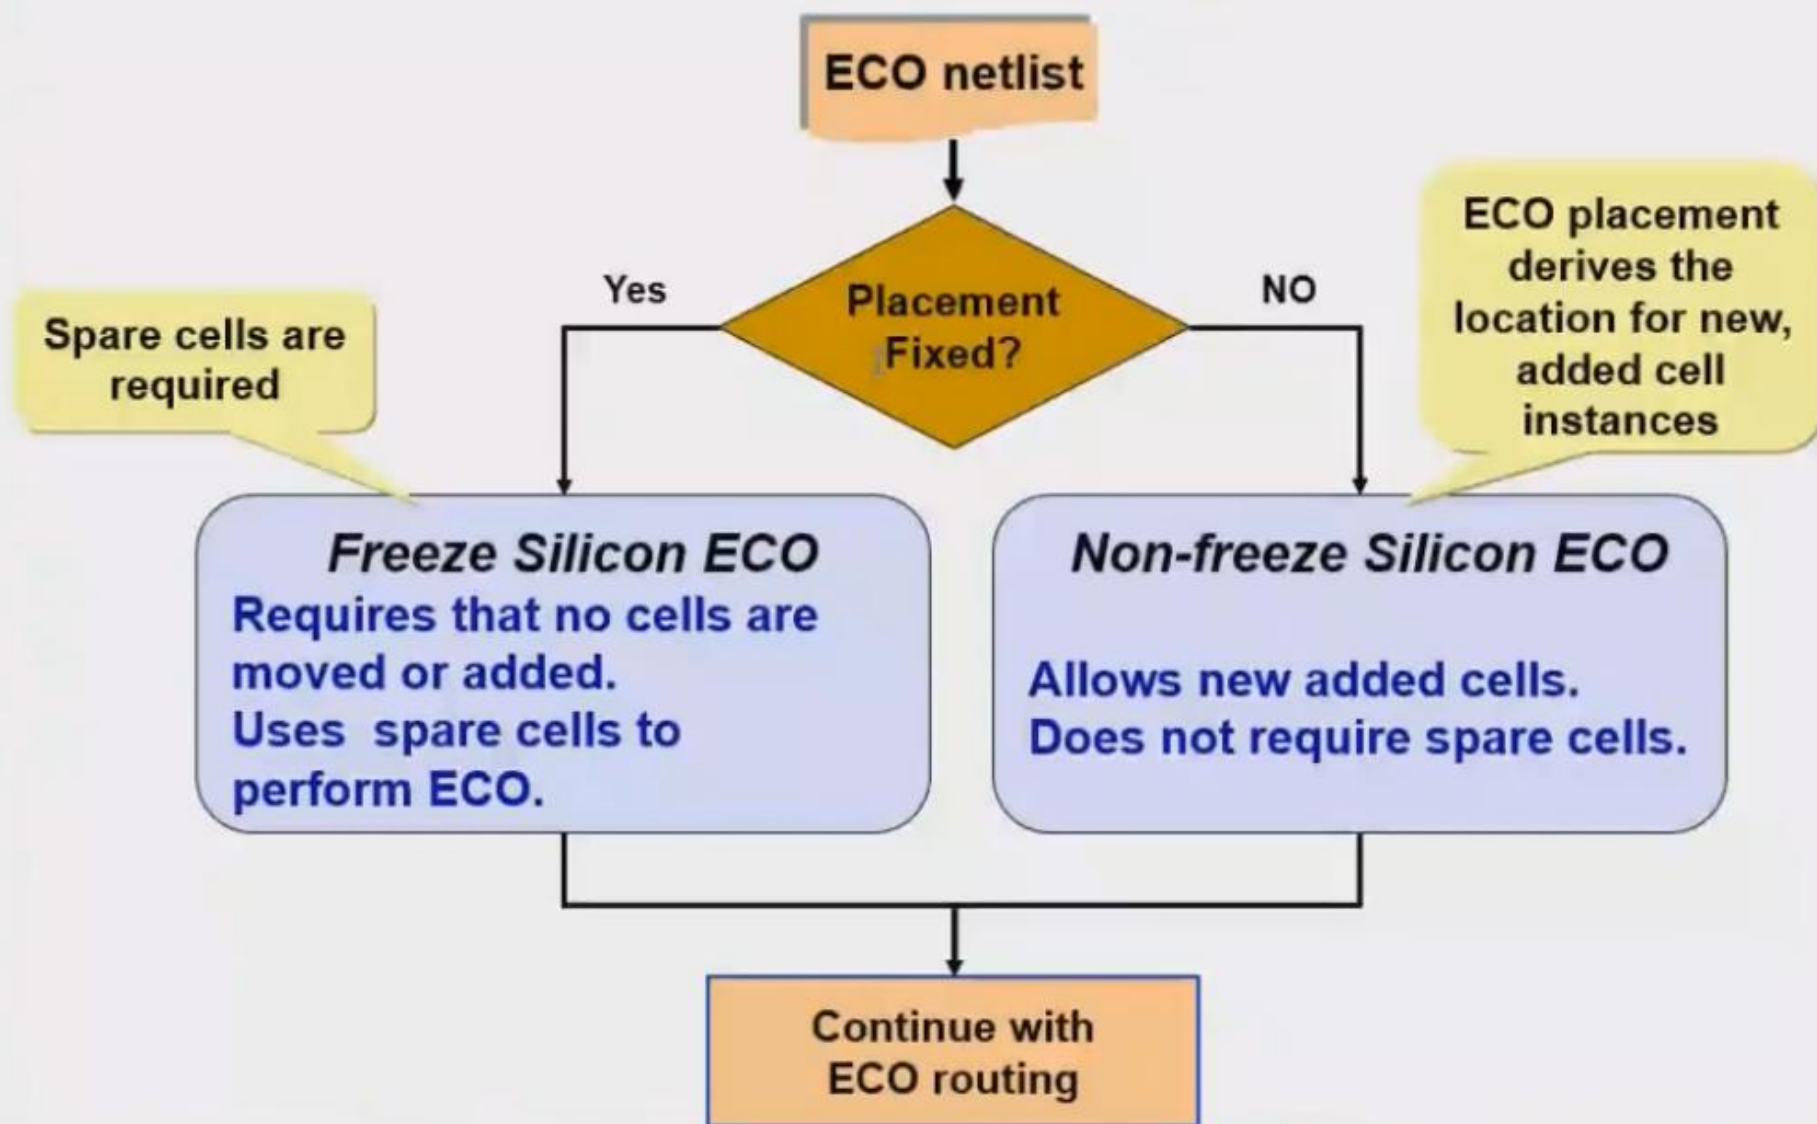 ECO netlist
Placement
Fixed?
Yes
NO
Spare cells are
required
ECO placement
derives the
location for new,
added cell
instances
Freeze Silicon ECO
Requires that no cells are
moved or added.
Uses spare cells to
perform ECO.
Non-freeze Silicon ECO
Allows new added cells.
Does not require spare cells.
Continue with
ECO routing